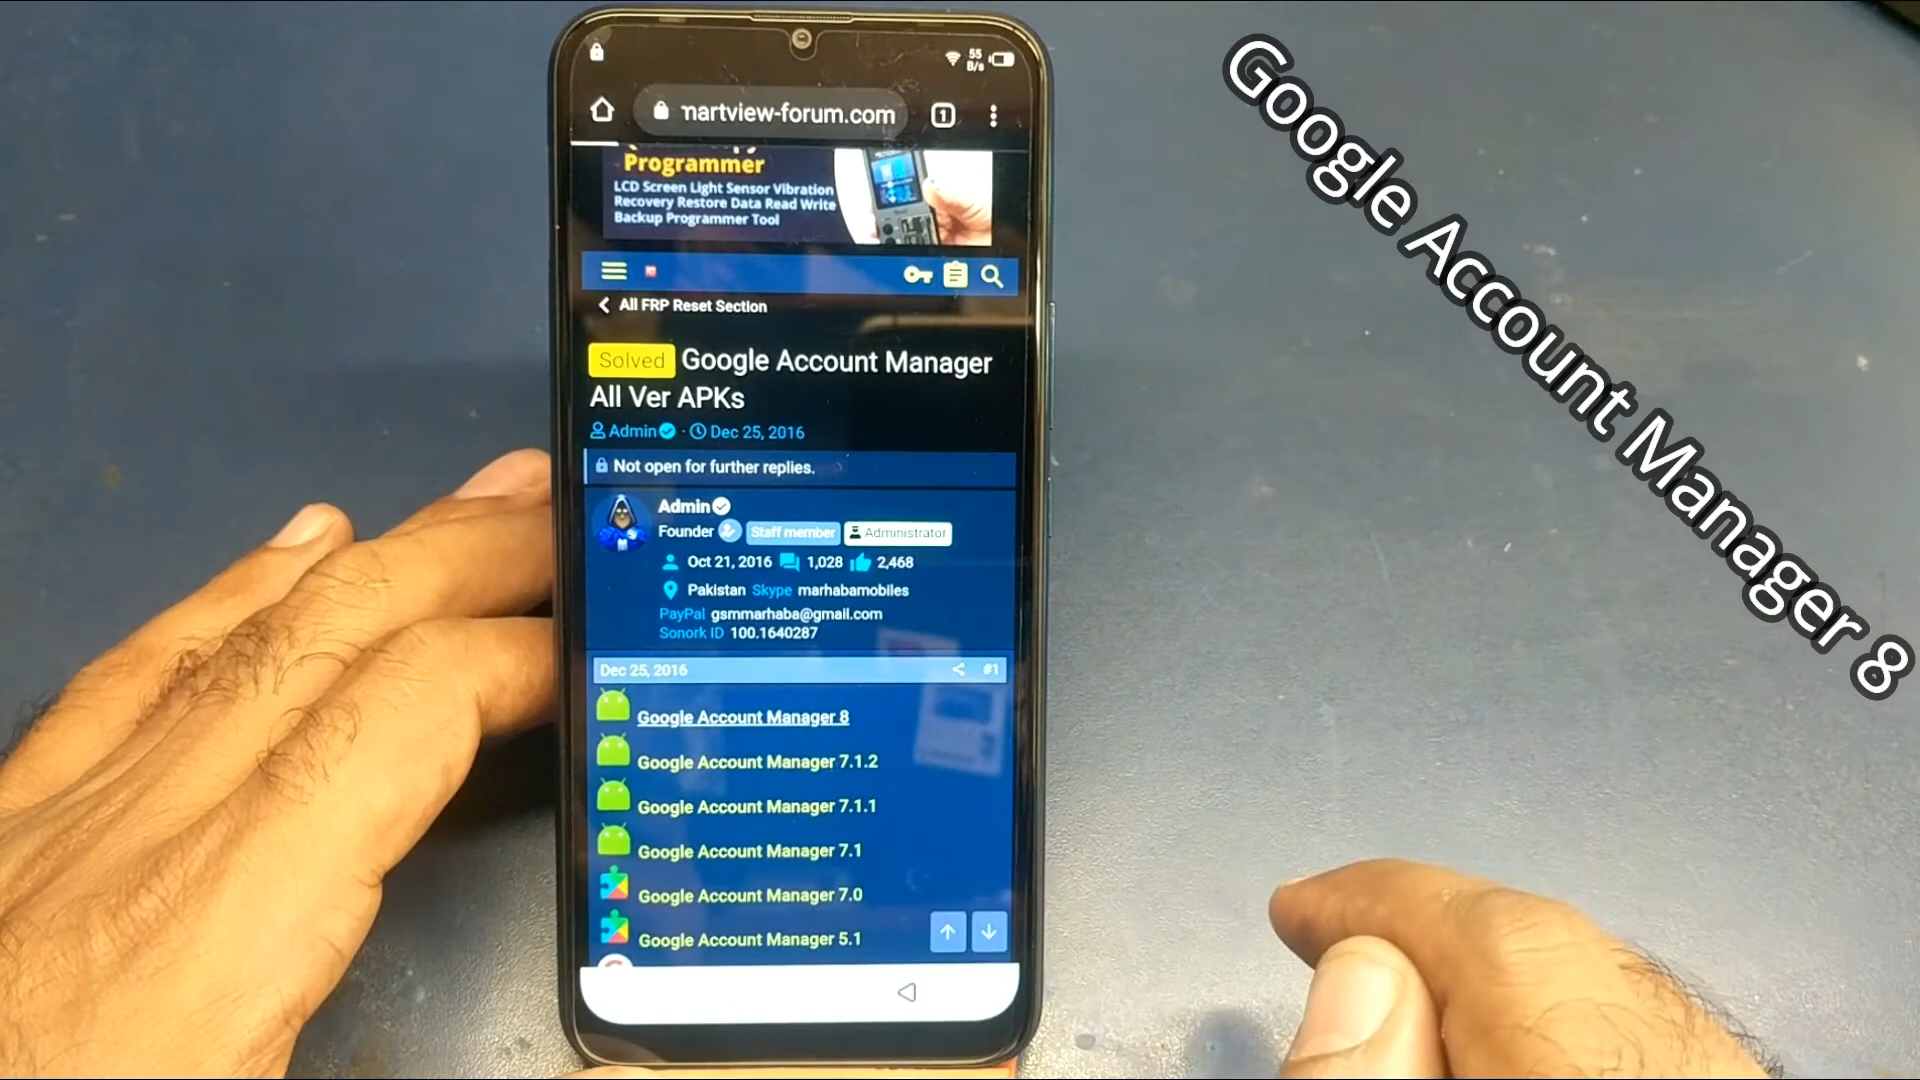 55
B/s
martview-forum.com
1
Programmer
LCD Screen Light Sensor Vibration
Recovery Restore Data Read Write
Backup Programmer Tool
All FRP Reset Section
Solved Google Account Manager
All Ver APKs
Admin · Dec 25, 2016
Not open for further replies.
Admin
Founder Staff member Administrator
Oct 21, 2016 1,028 2,468
Pakistan Skype marhabamobiles
PayPal gsmmarhaba@gmail.com
Sonork ID 100.1640287
Dec 25, 2016 #1
Google Account Manager 8
Google Account Manager 7.1.2
Google Account Manager 7.1.1
Google Account Manager 7.1
Google Account Manager 7.0
Google Account Manager 5.1
Google Account Manager 8